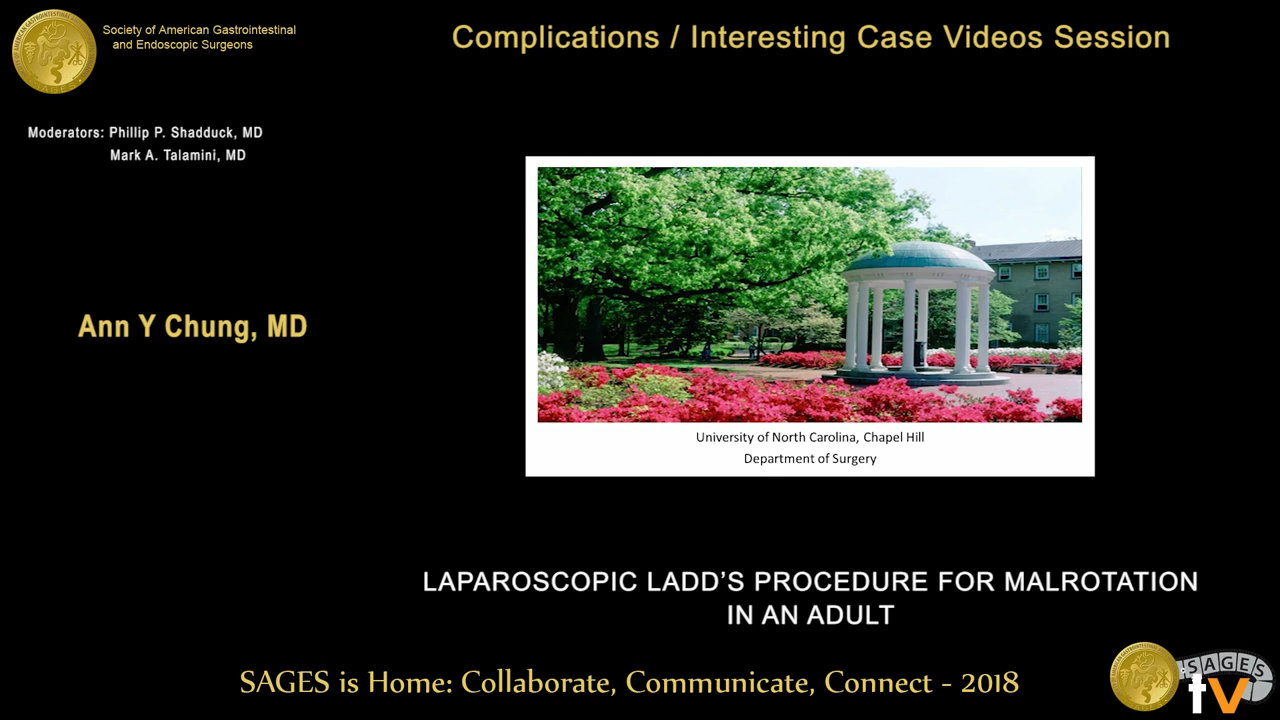 Society of American Gastrointestinal
and Endoscopic Surgeons
Complications / Interesting Case Videos Session
Moderators: Phillip P. Shadduck, MD
Mark A. Talamini, MD
Ann Y Chung, MD
University of North Carolina, Chapel Hill
Department of Surgery
LAPAROSCOPIC LADD’S PROCEDURE FOR MALROTATION
IN AN ADULT
SAGES is Home: Collaborate, Communicate, Connect - 2018
SAGES
tv